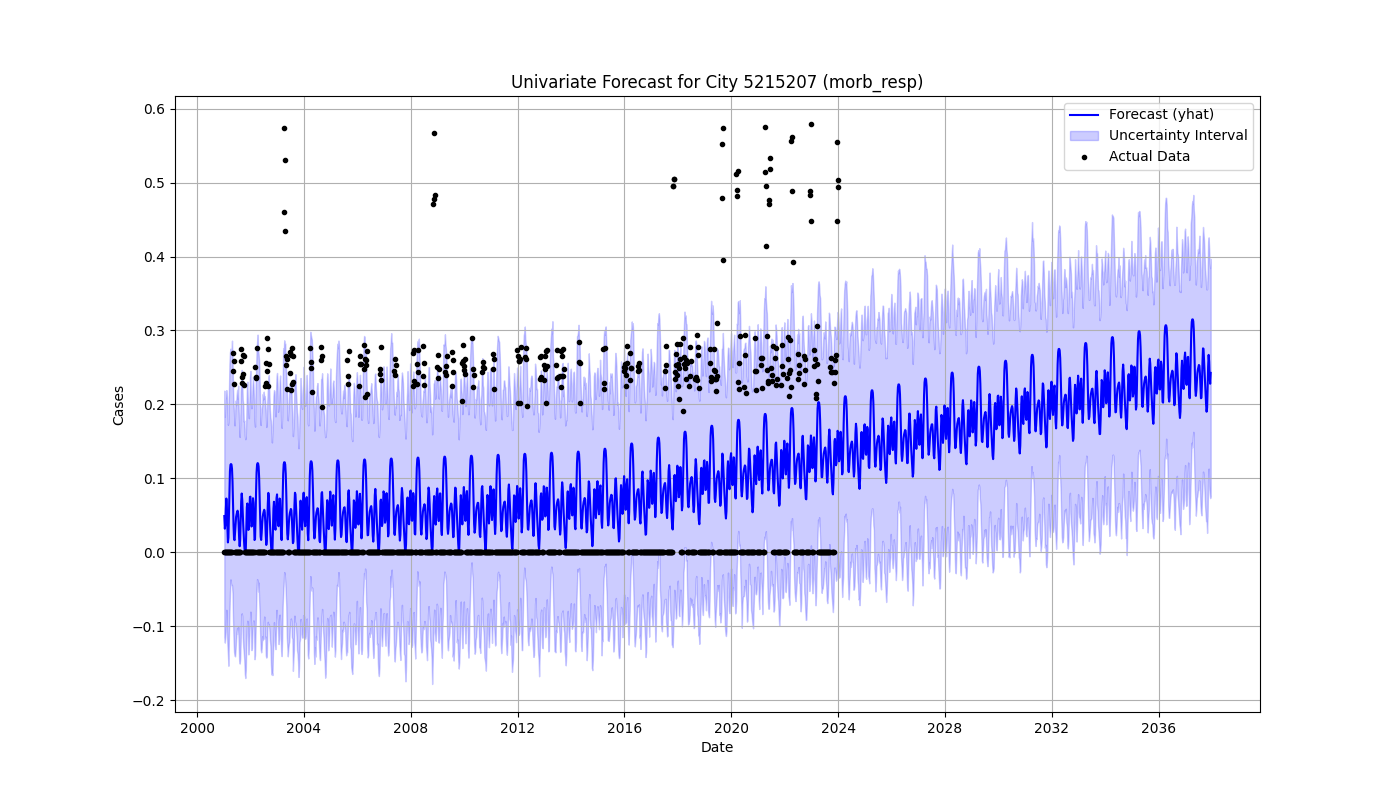 Univariate Forecast for City 5215207 (morb_resp)
Forecast (yhat)
Uncertainty Interval
Actual Data
Cases
0.6
0.5
0.4
0.3
0.2
0.1
0.0
−0.1
−0.2
2000 2004 2008 2012 2016 2020 2024 2028 2032 2036
Date